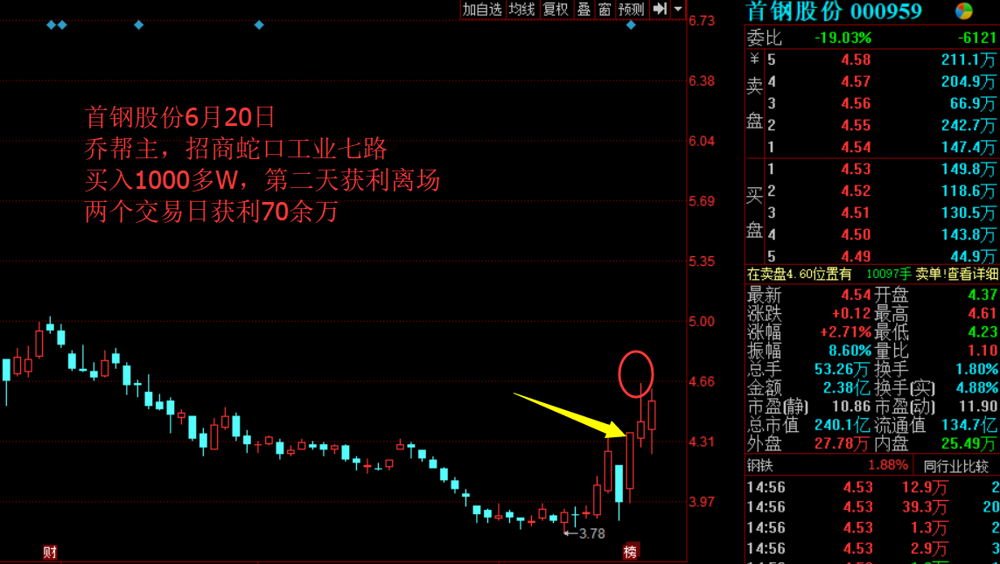 加自选 均线 复权 叠 窗 预测
首钢股份 000959
6.73
6.38
6.04
5.69
5.35
5.00
4.66
4.31
3.97
首钢股份6月20日
乔帮主，招商蛇口工业七路
买入1000多W，第二天获利离场
两个交易日获利70余万
3.78
财
榜
委比 -19.03% -6121
¥ 5 4.58 211.1万
卖盘
4 4.57 204.9万
3 4.56 66.9万
2 4.55 242.7万
1 4.54 147.4万
买盘
1 4.53 149.8万
2 4.52 118.6万
3 4.51 130.5万
4 4.50 143.8万
5 4.49 44.9万
在卖盘4.60位置有 10097手 卖单!查看详细
最新 4.54 开盘 4.37
涨跌 +0.12 最高 4.61
涨幅 +2.71% 最低 4.23
振幅 8.60% 量比 1.10
总手 53.26万 换手 1.80%
金额 2.38亿 换手(实) 4.88%
市盈(静) 10.86 市盈(动) 11.90
总市值 240.1亿 流通值 134.7亿
外盘 27.78万 内盘 25.49万
钢铁 1.88% 同行业比较
14:56 4.53 12.9万 2
14:56 4.53 39.3万 20
14:56 4.53 1.3万 2
14:56 4.53 2.9万 3